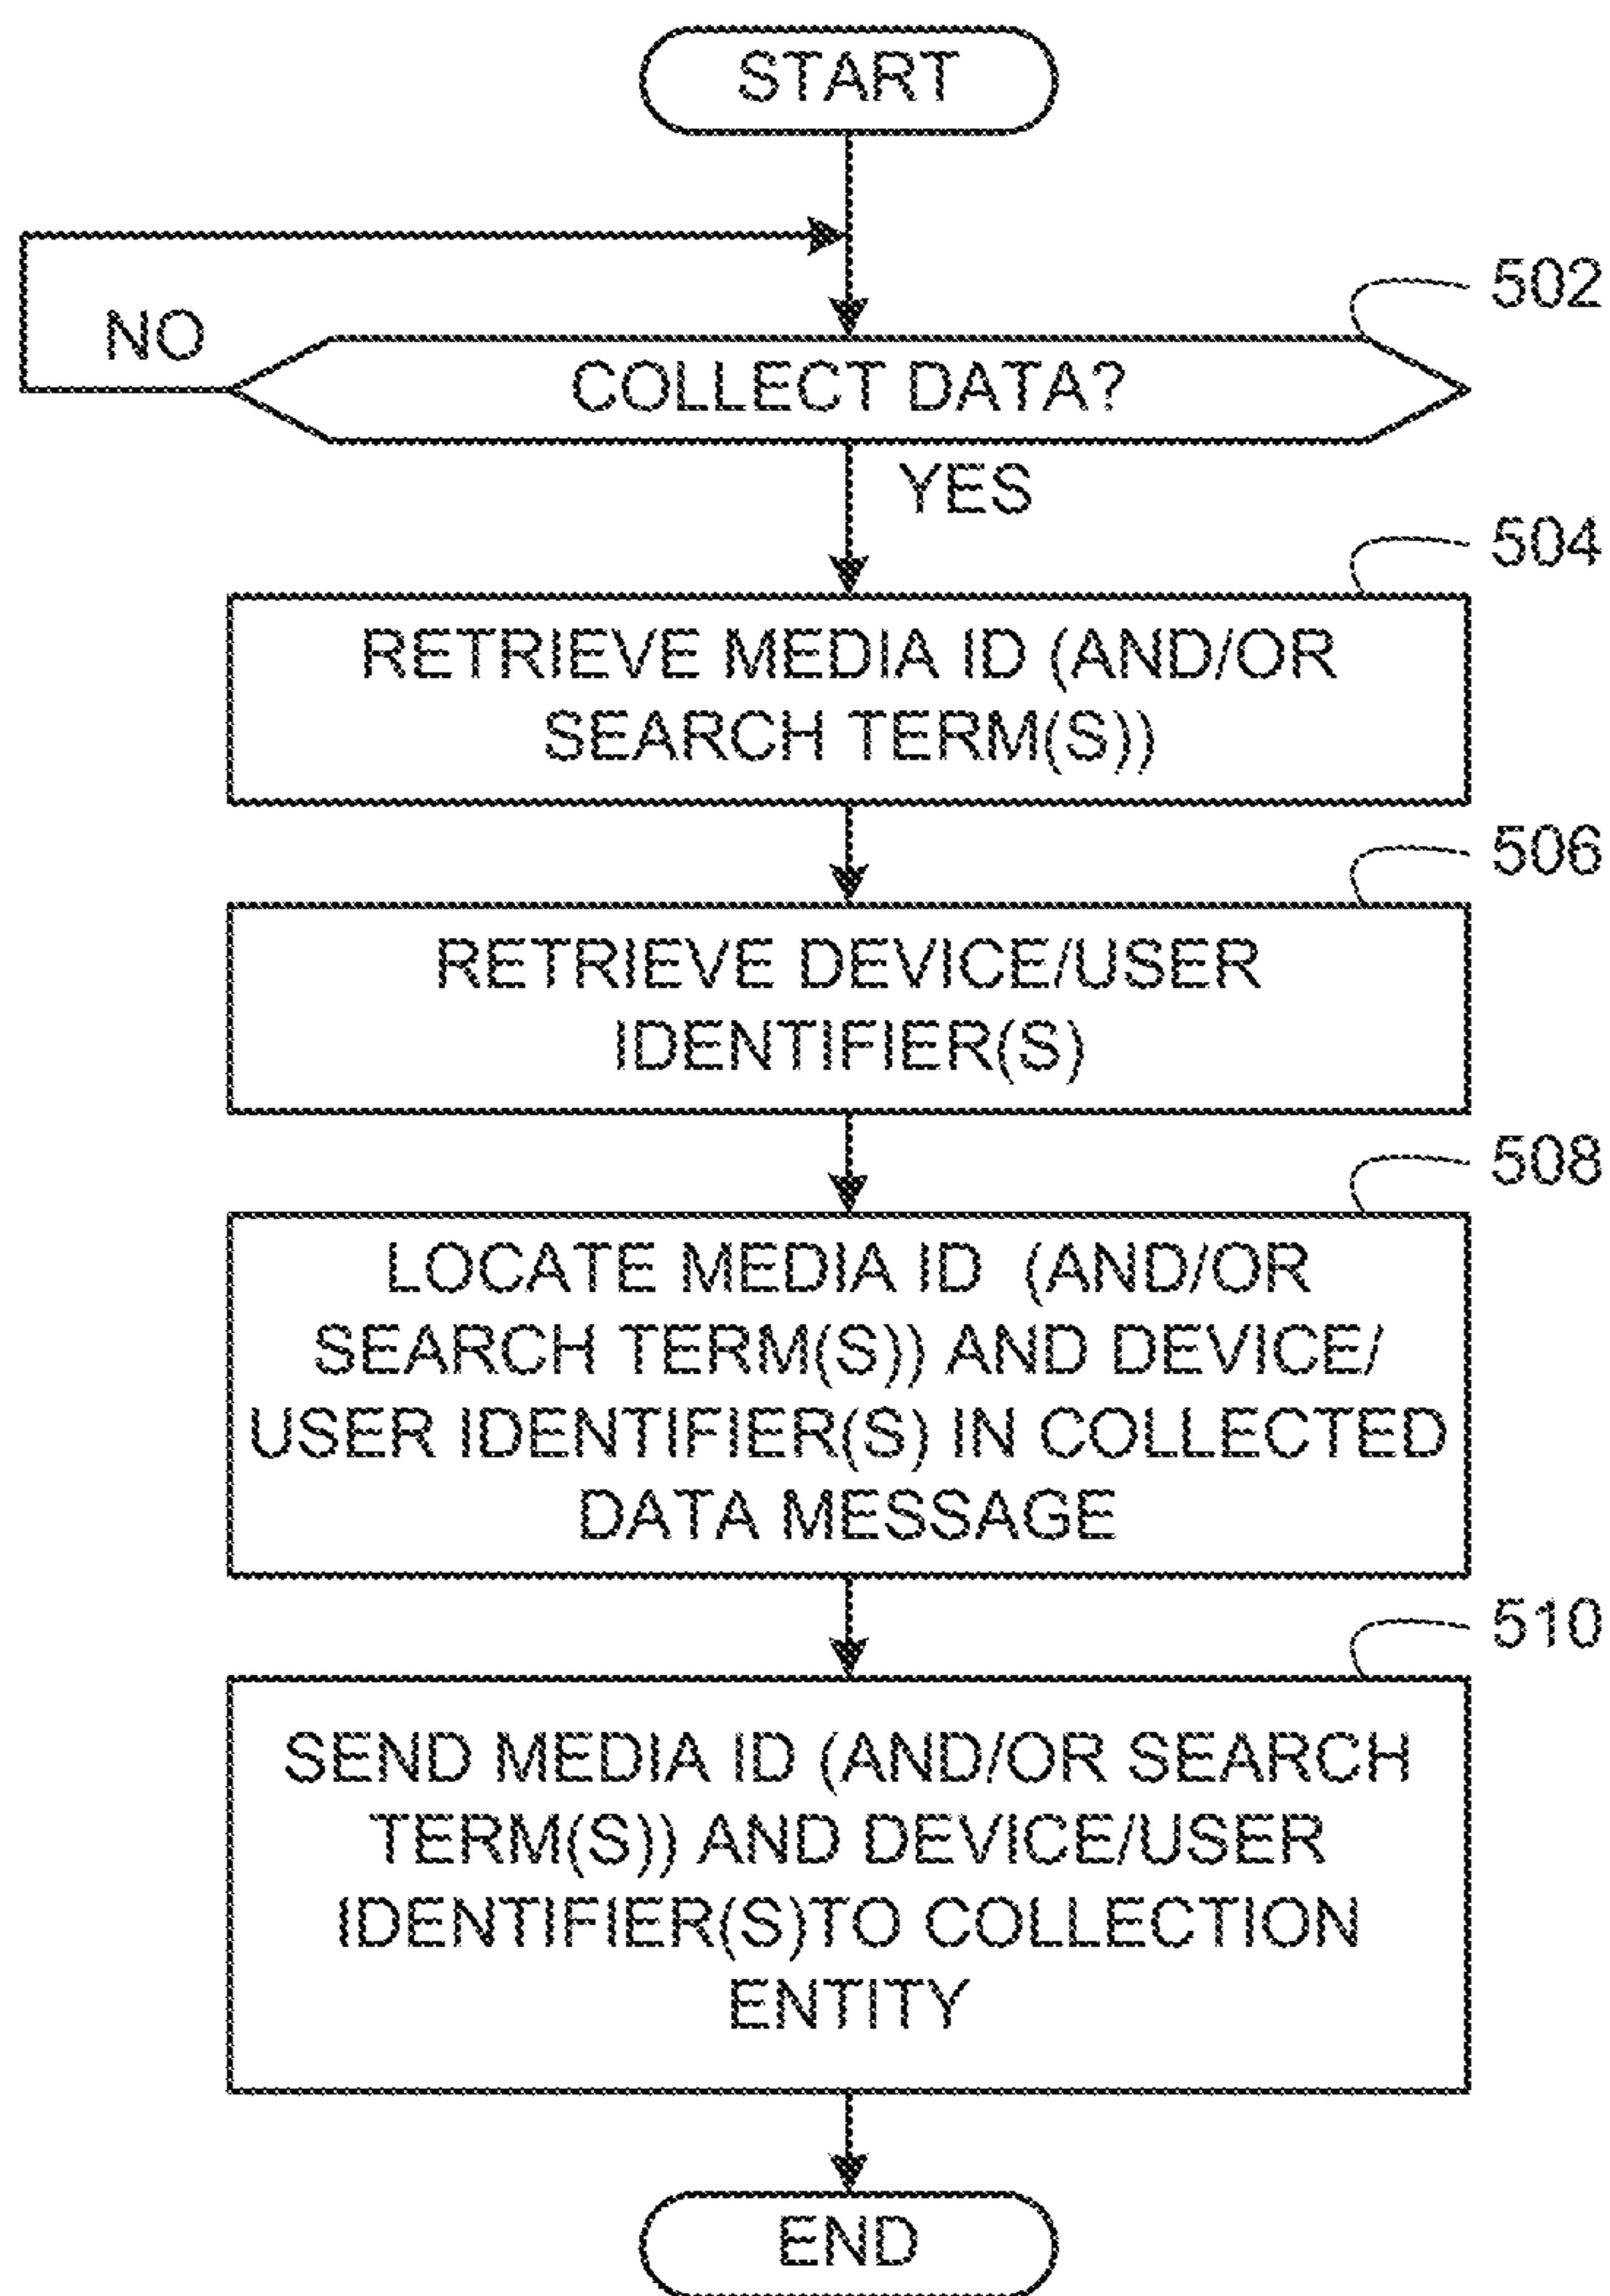 START
502
NO
COLLECT DATA?
YES
504
RETRIEVE MEDIA ID (AND/OR
SEARCH TERM(S))
506
RETRIEVE DEVICE/USER
IDENTIFIER(S)
508
LOCATE MEDIA ID (AND/OR
SEARCH TERM(S)) AND DEVICE/
USER IDENTIFIER(S) IN COLLECTED
DATA MESSAGE
510
SEND MEDIA ID (AND/OR SEARCH
TERM(S)) AND DEVICE/USER
IDENTIFIER(S)TO COLLECTION
ENTITY
END